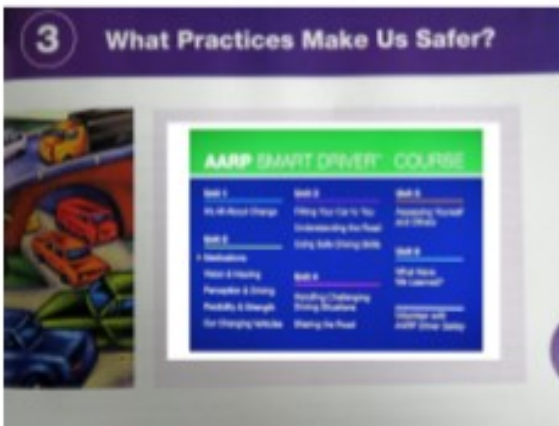 3 What Practices Make Us Safer?
AARP SMART DRIVER™ COURSE
Unit 1
It's All About Change
Unit 2
Medications
Vision & Hearing
Perception & Driving
Flexibility & Strength
Our Changing Vehicles
Unit 3
Fitting Your Car to You
Understanding the Road
Using Safe Driving Skills
Unit 4
Handling Challenging
Driving Situations
Sharing the Road
Unit 5
Assessing Yourself
and Others
Unit 6
What Have
We Learned?
Volunteer with
AARP Driver Safety